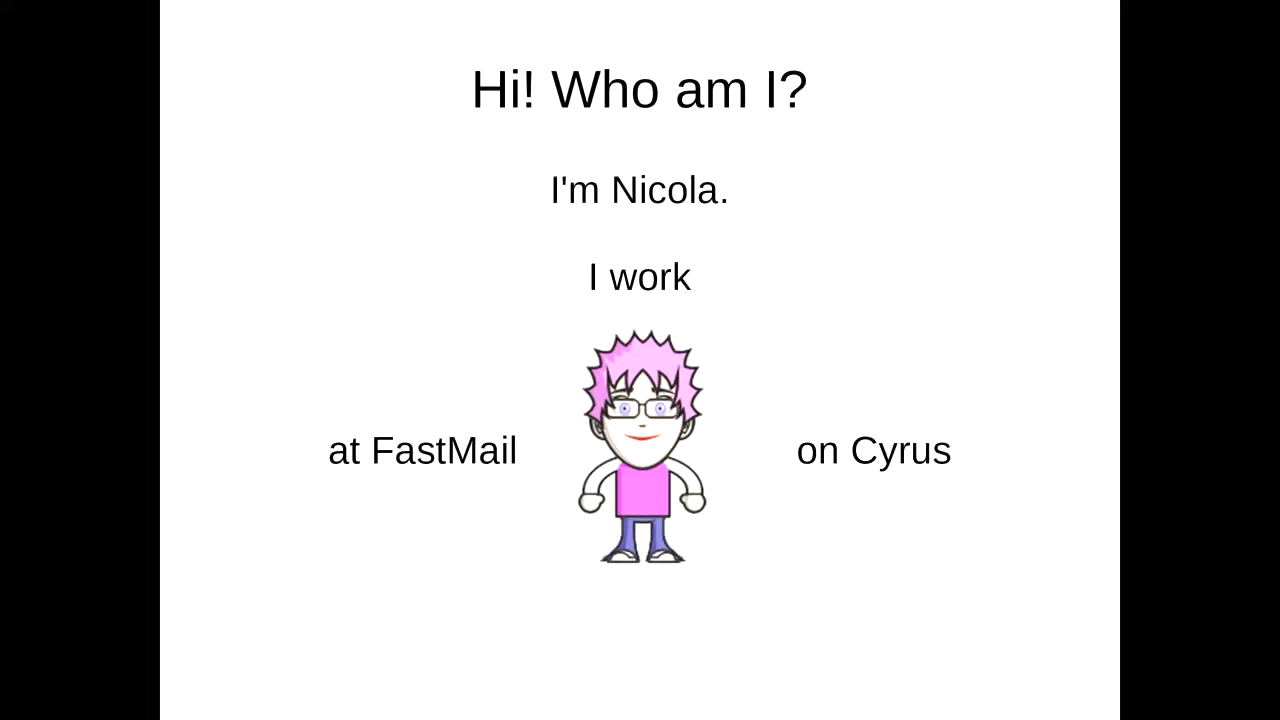 Hi! Who am I?
I'm Nicola.
I work
at FastMail
on Cyrus